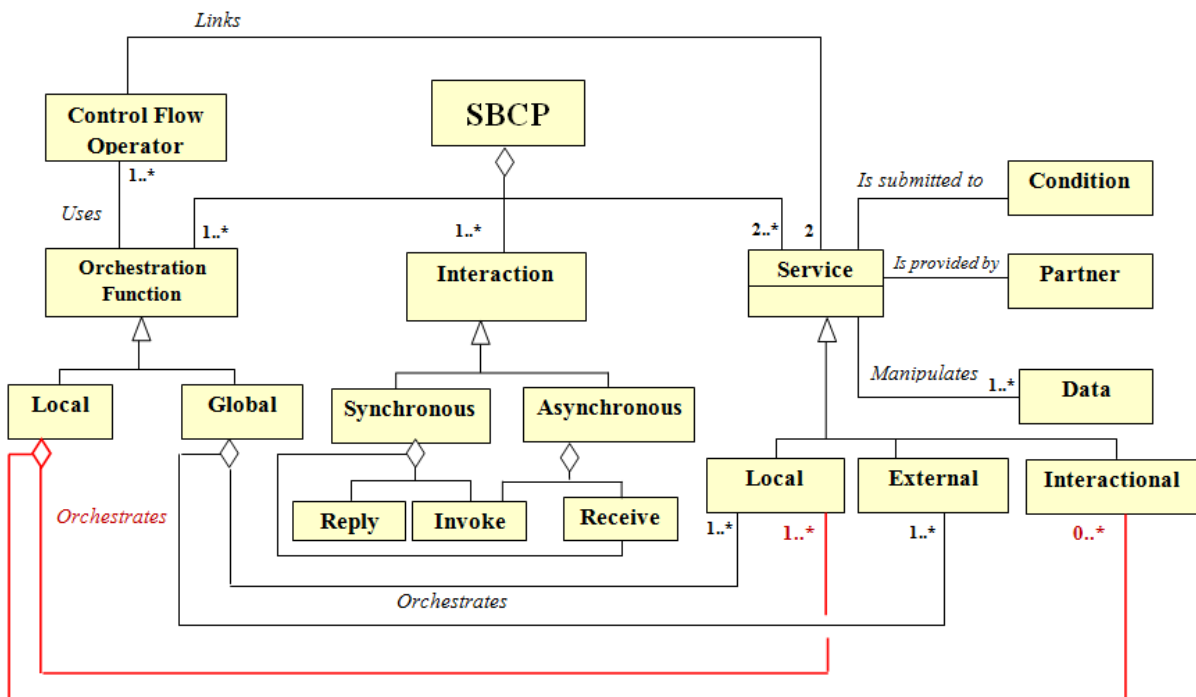 Links
SBCP
Control Flow
Operator
1..*
Is submitted to
Condition
Uses
1..*
1..*
2..*
2
Orchestration
Function
Interaction
Service
Is provided by
Partner
Manipulates
1..*
Data
Local
Global
Synchronous
Asynchronous
Local
External
Interactional
Orchestrates
Reply
Invoke
Receive
1..*
1..*
1..*
0..*
Orchestrates